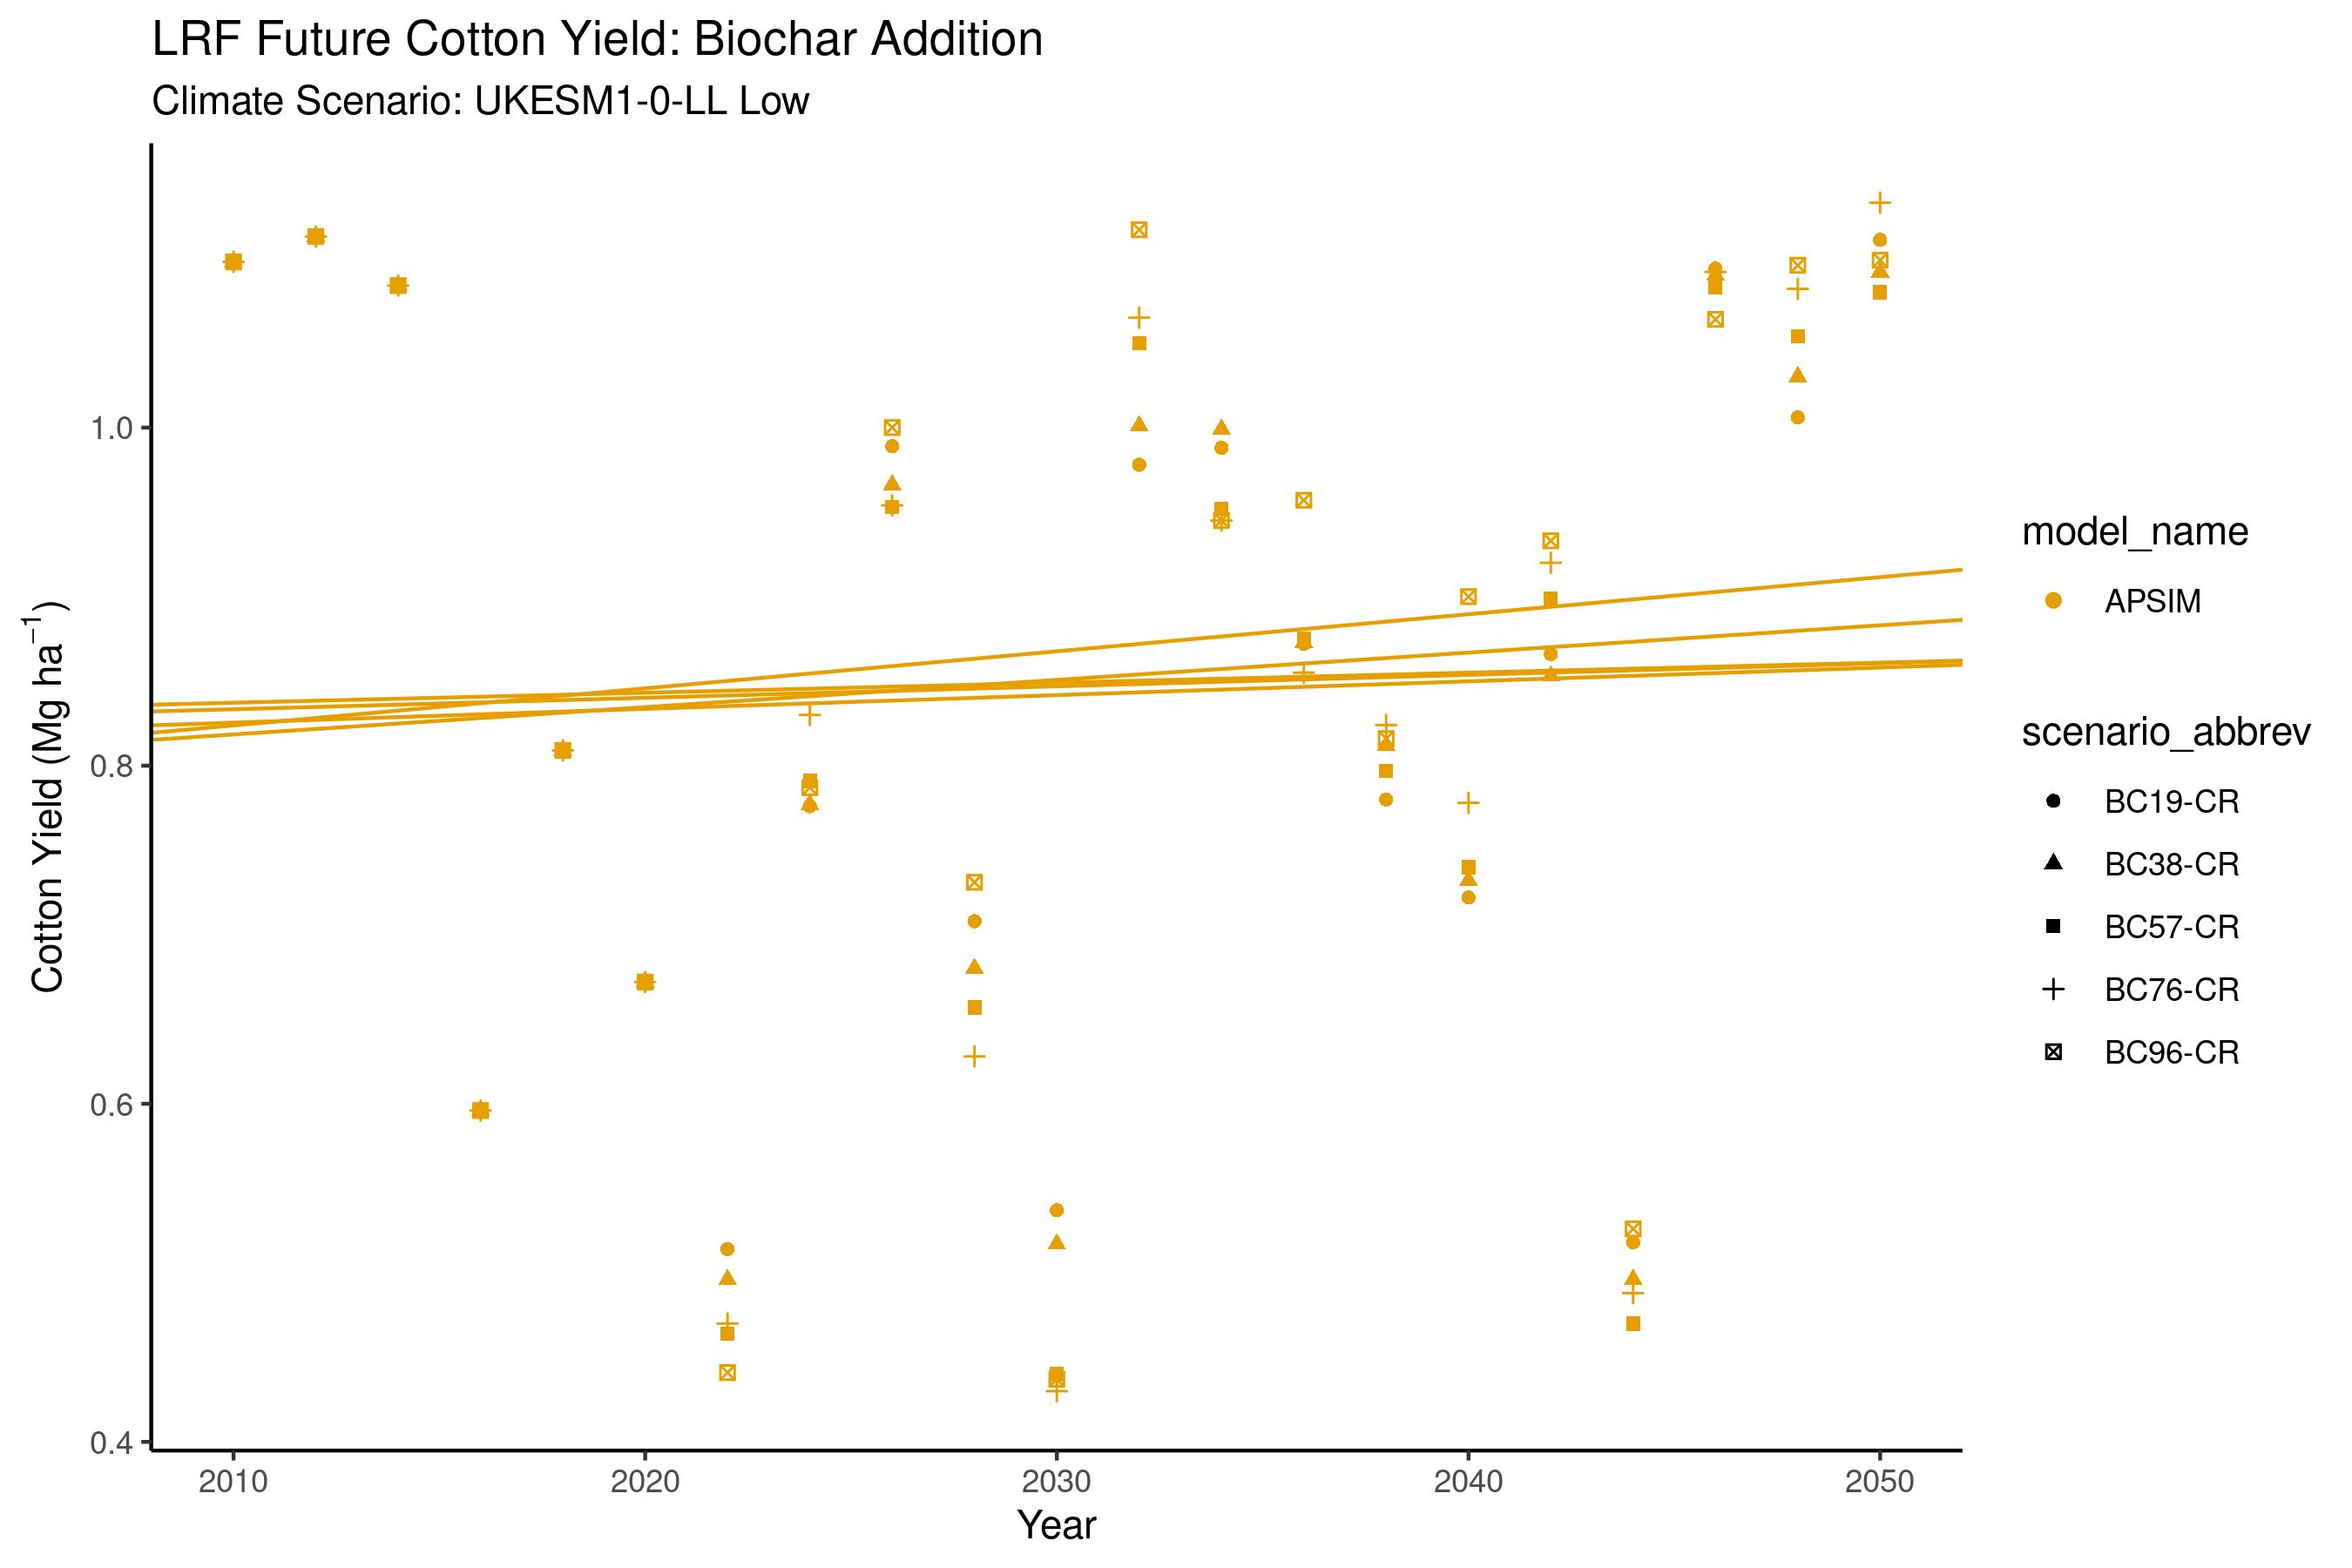 LRF Future Cotton Yield: Biochar Addition
Climate Scenario: UKESM1-0-LL Low
Cotton Yield (Mg ha⁻¹)
1.0
0.8
0.6
0.4
2010 2020 2030 2040 2050
Year
model_name
APSIM
scenario_abbrev
BC19-CR
BC38-CR
BC57-CR
BC76-CR
BC96-CR